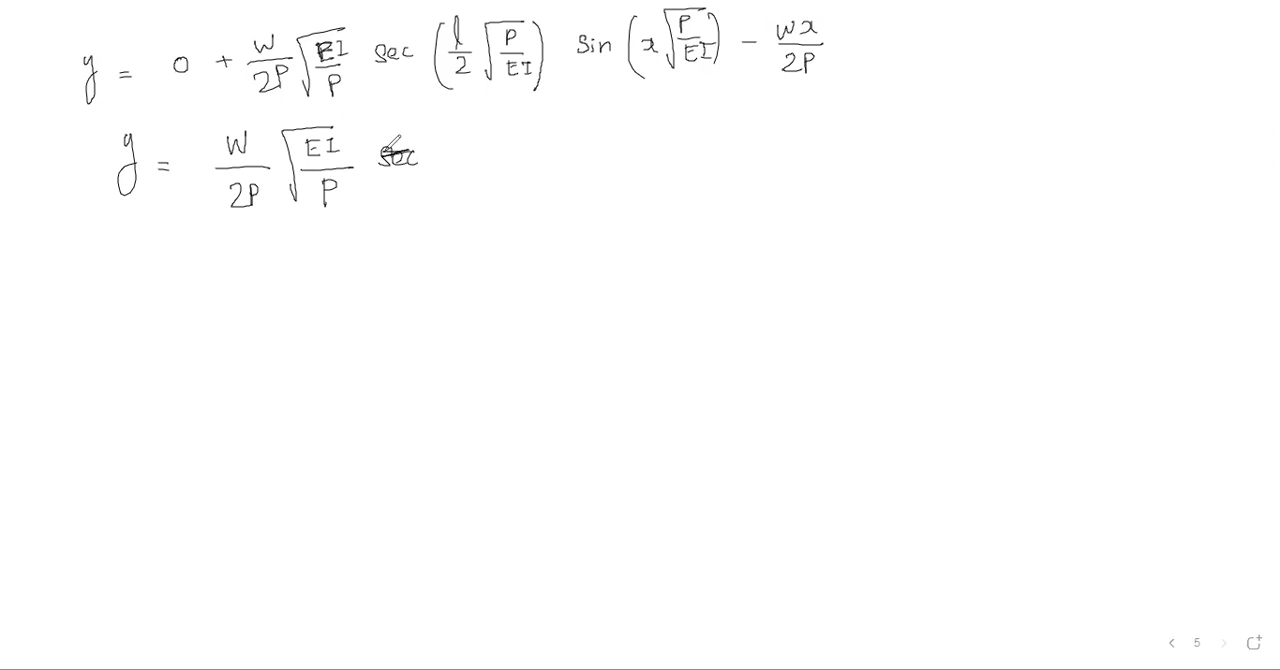 y = 0 + W/2P √(EI/P) sec (l/2 √(P/EI)) sin (x √(P/EI)) − Wx/2P
y = W/2P √(EI/P)
< 5 >